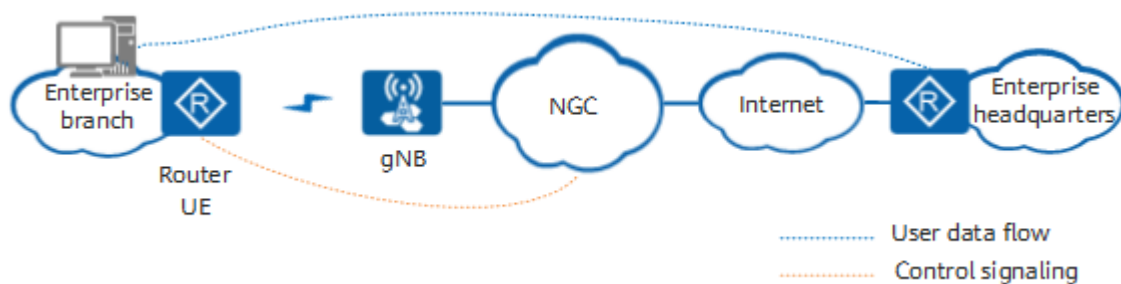 Enterprise
branch
R
Router
UE
gNB
NGC
Internet
R
Enterprise
headquarters
User data flow
Control signaling